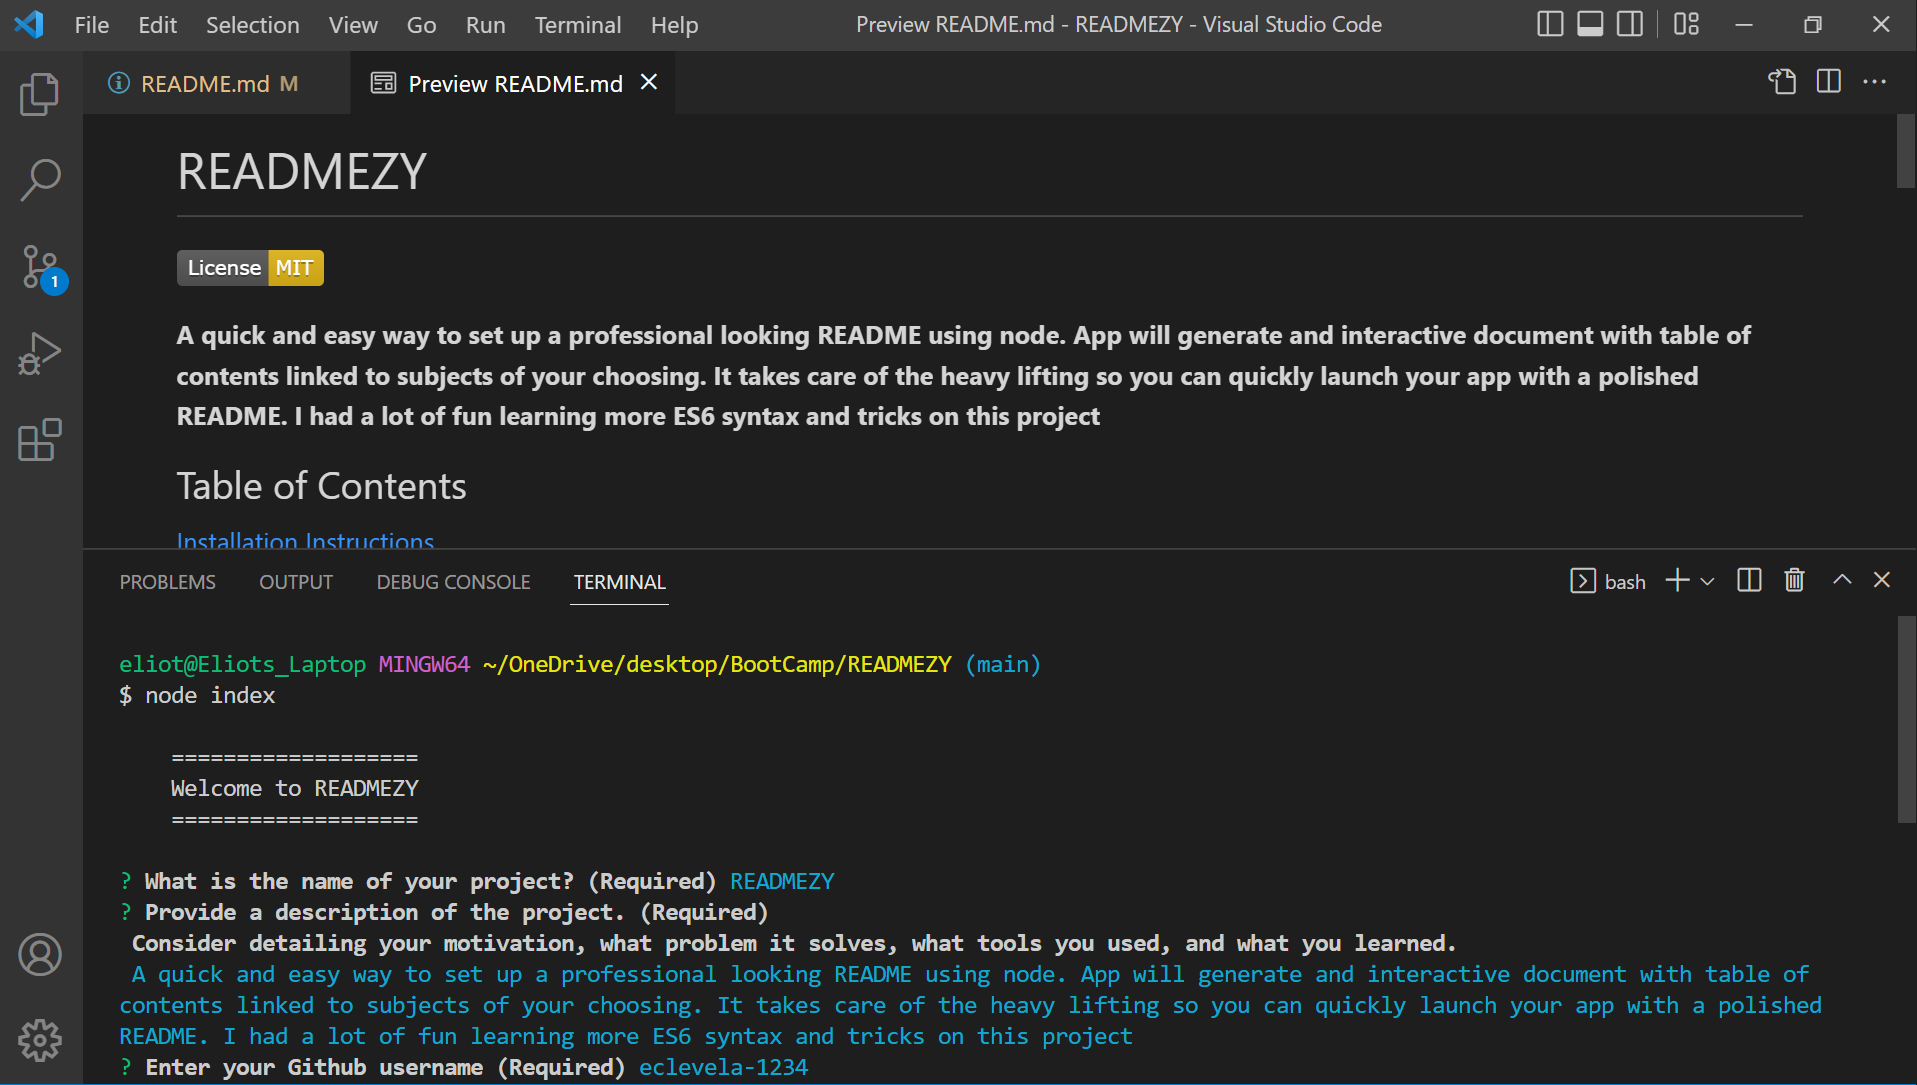 File Edit Selection View Go Run Terminal Help Preview README.md - READMEZY - Visual Studio Code
README.md M Preview README.md
READMEZY
License MIT
A quick and easy way to set up a professional looking README using node. App will generate and interactive document with table of
contents linked to subjects of your choosing. It takes care of the heavy lifting so you can quickly launch your app with a polished
README. I had a lot of fun learning more ES6 syntax and tricks on this project
Table of Contents
Installation Instructions
1
PROBLEMS OUTPUT DEBUG CONSOLE TERMINAL bash
eliot@Eliots_Laptop MINGW64 ~/OneDrive/desktop/BootCamp/READMEZY (main)
$ node index
===================
Welcome to READMEZY
===================
? What is the name of your project? (Required) READMEZY
? Provide a description of the project. (Required)
Consider detailing your motivation, what problem it solves, what tools you used, and what you learned.
A quick and easy way to set up a professional looking README using node. App will generate and interactive document with table of
contents linked to subjects of your choosing. It takes care of the heavy lifting so you can quickly launch your app with a polished
README. I had a lot of fun learning more ES6 syntax and tricks on this project
? Enter your Github username (Required) eclevela-1234